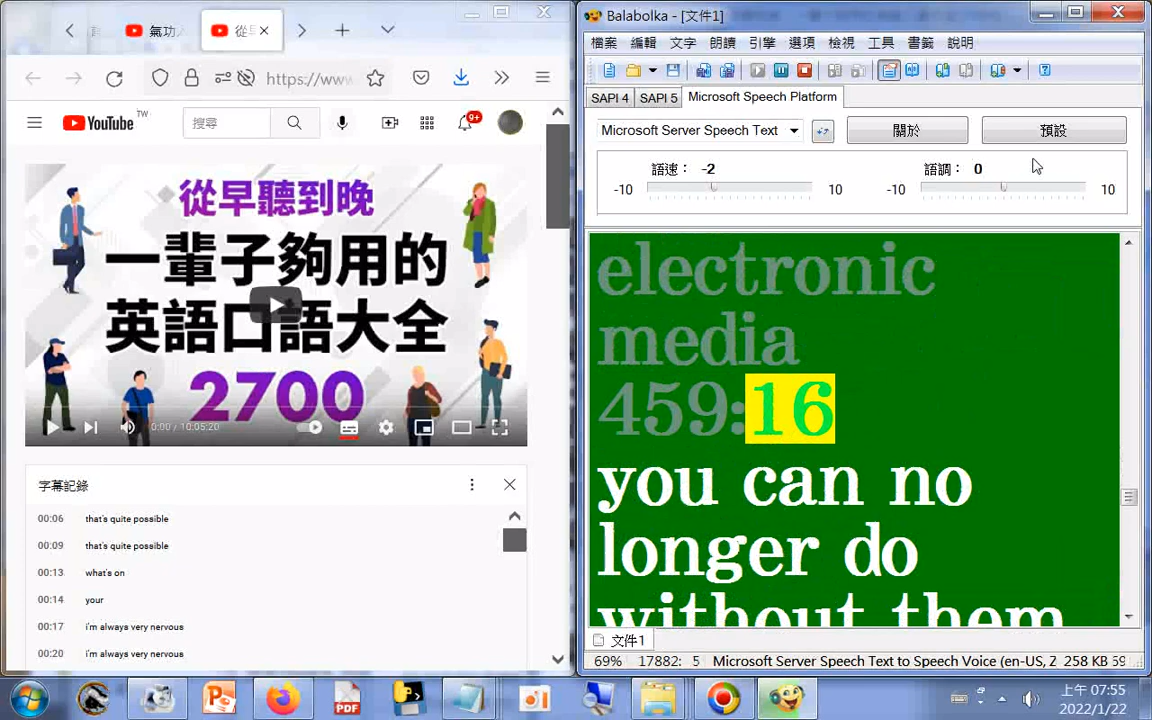 氣功
從
https://www
YouTube TW
搜尋
9+
從早聽到晚
一輩子夠用的
英語口語大全
2700
0:00 / 10:05:20
字幕記錄
00:06 that's quite possible
00:09 that's quite possible
00:13 what's on
00:14 your
00:17 i'm always very nervous
00:20 i'm always very nervous
Balabolka - [文件1]
檔案 編輯 文字 朗讀 引擎 選項 檢視 工具 書籤 說明
SAPI 4 SAPI 5 Microsoft Speech Platform
Microsoft Server Speech Text 關於 預設
語速： -2 語調： 0
-10 10 -10 10
electronic
media
459:16
you can no
longer do
without them
文件1
69% 17882: 5 Microsoft Server Speech Text to Speech Voice (en-US, Z 258 KB
PDF
上午 07:55
2022/1/22